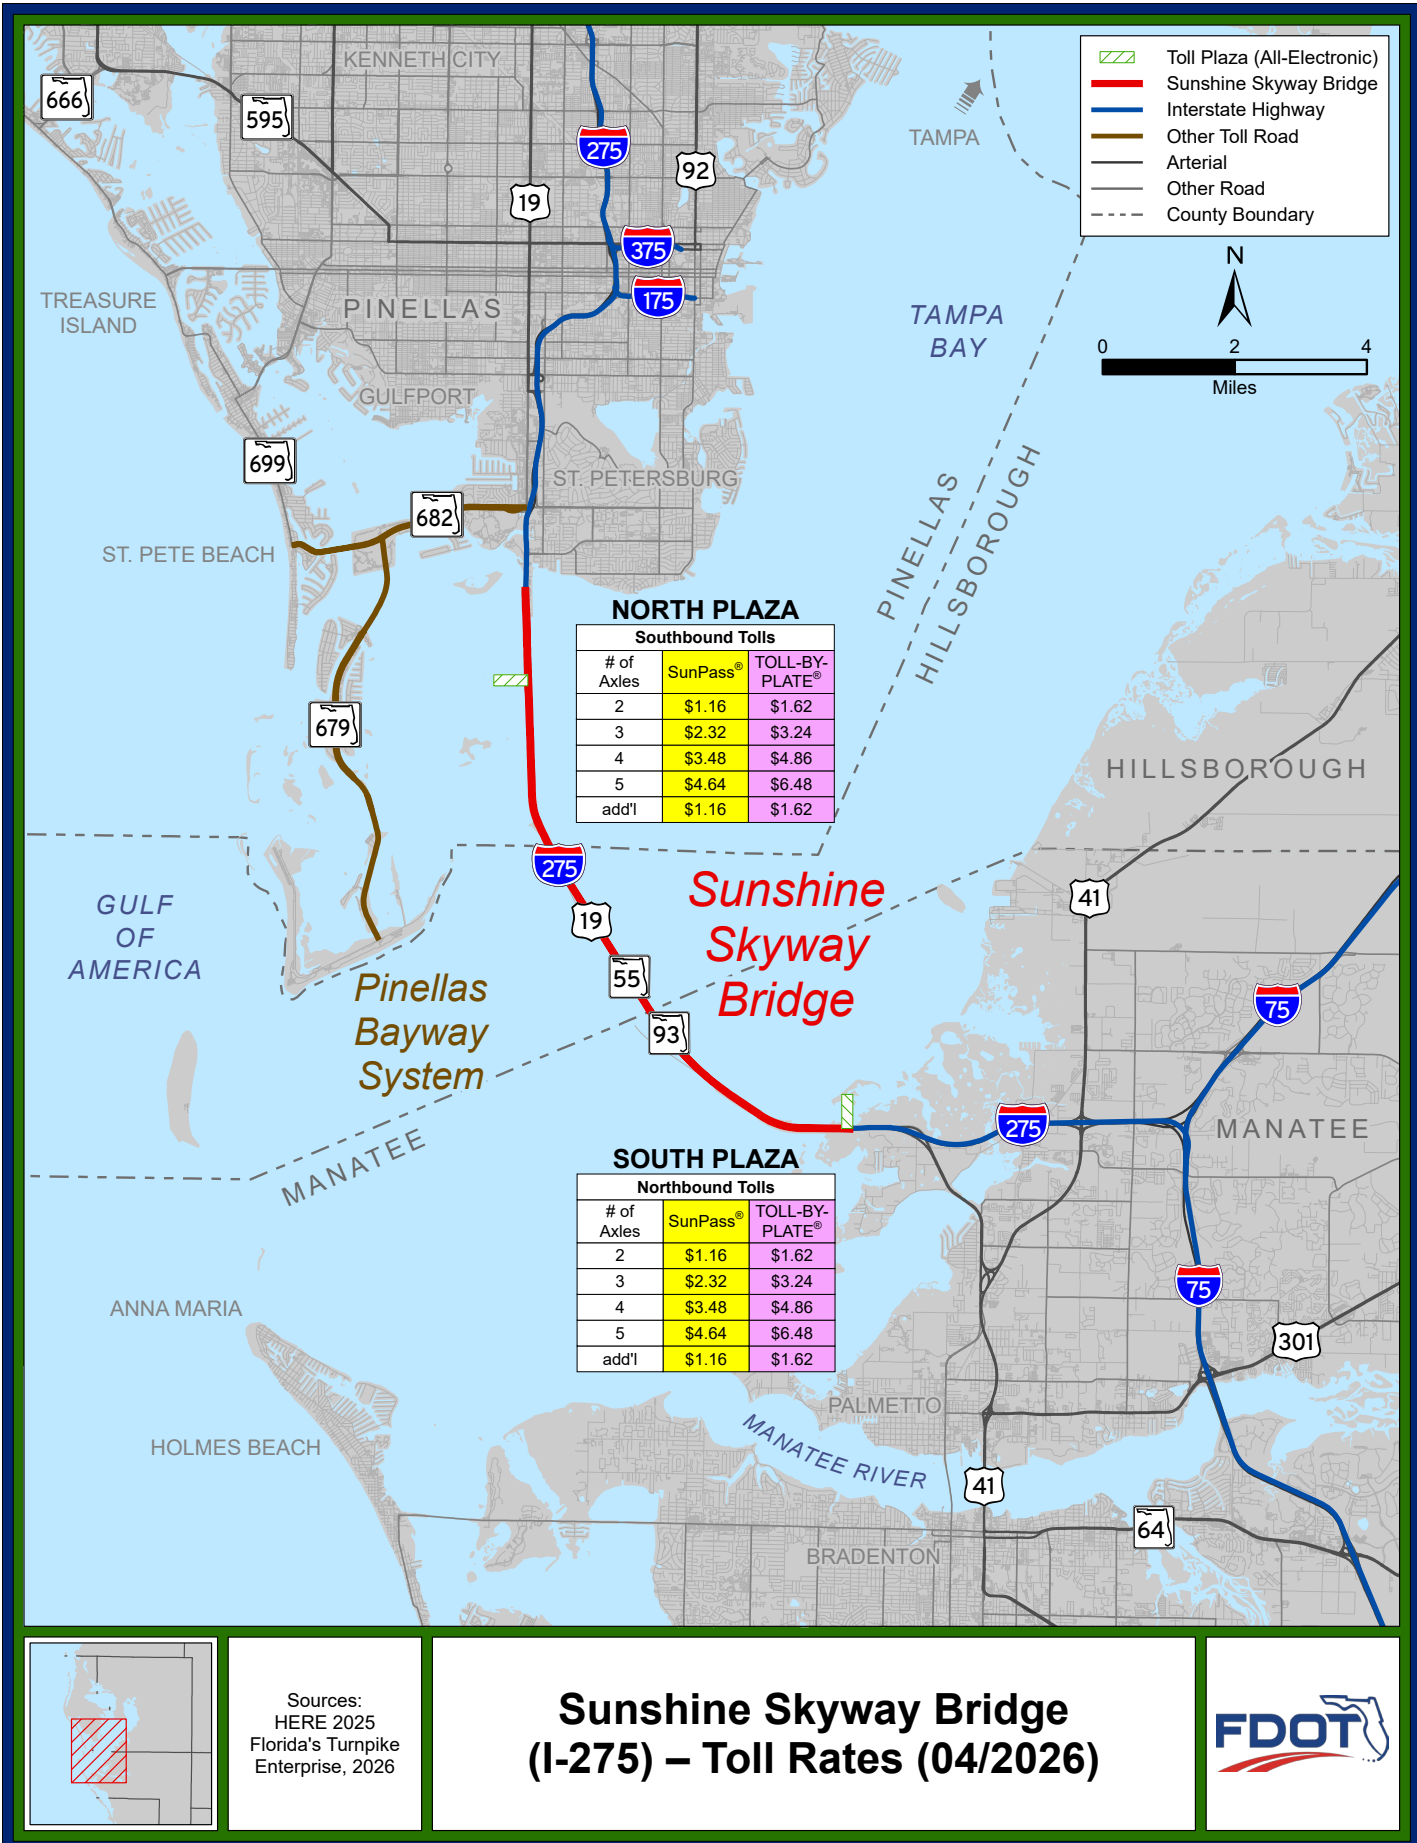 KENNETH CITY
666
595
275
92
19
375
175
TAMPA
Toll Plaza (All-Electronic)
Sunshine Skyway Bridge
Interstate Highway
Other Toll Road
Arterial
Other Road
County Boundary
N
0 2 4
Miles
TREASURE
ISLAND
PINELLAS
TAMPA
BAY
GULFPORT
699
ST. PETERSBURG
682
ST. PETE BEACH
PINELLAS
HILLSBOROUGH
679
NORTH PLAZA
Southbound Tolls
# of Axles SunPass® TOLL-BY-PLATE®
2 $1.16 $1.62
3 $2.32 $3.24
4 $3.48 $4.86
5 $4.64 $6.48
add'l $1.16 $1.62
HILLSBOROUGH
275
19
55
93
Sunshine
Skyway
Bridge
41
75
GULF
OF
AMERICA
Pinellas
Bayway
System
MANATEE
275
MANATEE
SOUTH PLAZA
Northbound Tolls
# of Axles SunPass® TOLL-BY-PLATE®
2 $1.16 $1.62
3 $2.32 $3.24
4 $3.48 $4.86
5 $4.64 $6.48
add'l $1.16 $1.62
75
301
ANNA MARIA
HOLMES BEACH
PALMETTO
MANATEE RIVER
41
64
BRADENTON
Sources:
HERE 2025
Florida's Turnpike
Enterprise, 2026
Sunshine Skyway Bridge
(I-275) – Toll Rates (04/2026)
FDOT